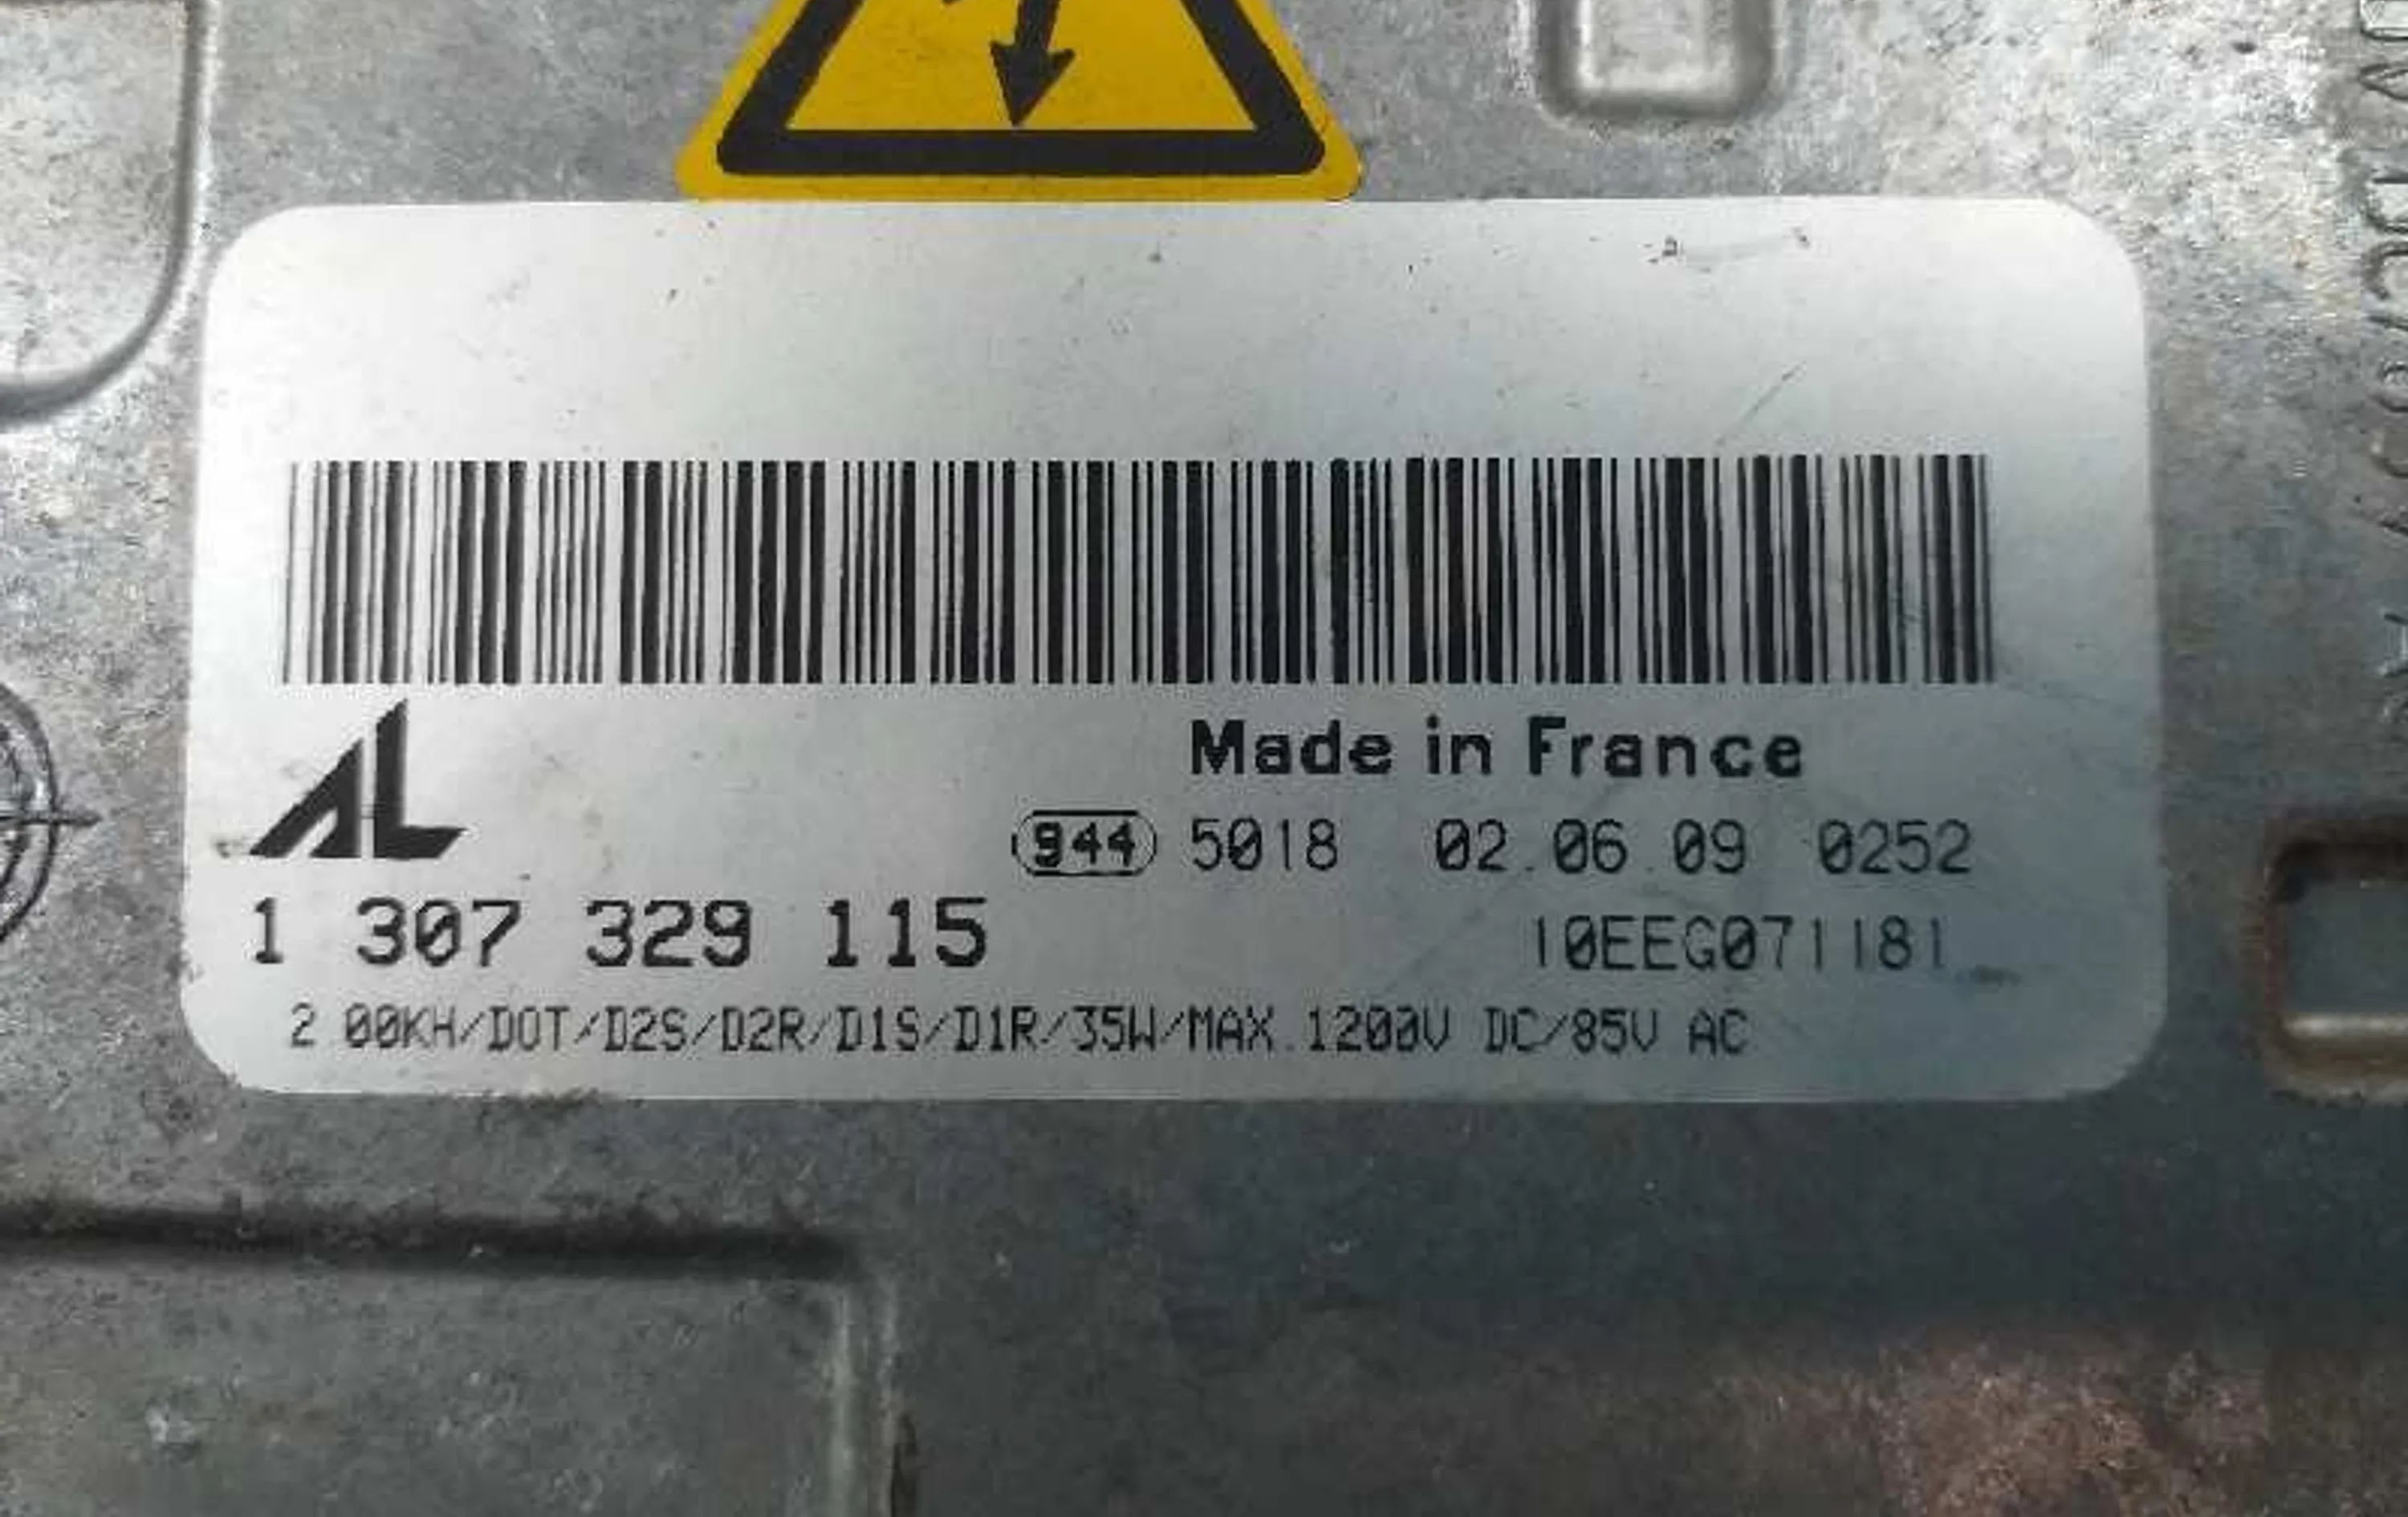 AL
Made in France
944 5018 02.06.09 0252
1 307 329 115
10EEG071181
2 00KH/DOT/D2S/D2R/D1S/D1R/35W/MAX.1200V DC/85V AC